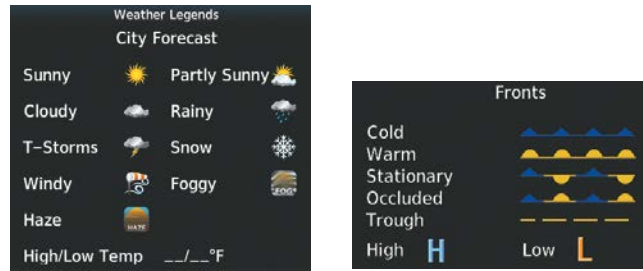 Weather Legends
City Forecast
Sunny Partly Sunny
Cloudy Rainy
T-Storms Snow
Windy Foggy
FOG
Haze
HAZE
High/Low Temp __/__°F
Fronts
Cold
Warm
Stationary
Occluded
Trough
High H Low L